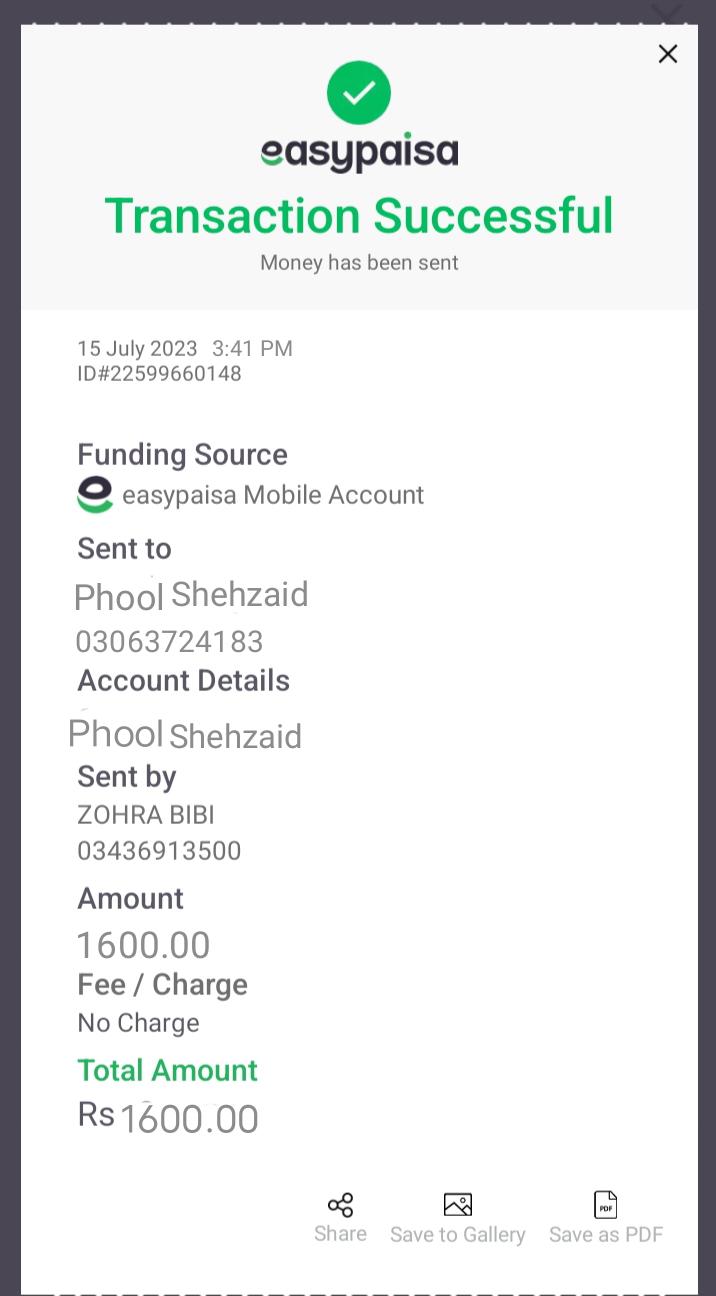 easypaisa
Transaction Successful
Money has been sent
15 July 2023 3:41 PM
ID#22599660148
Funding Source
easypaisa Mobile Account
Sent to
Phool Shehzaid
03063724183
Account Details
Phool Shehzaid
Sent by
ZOHRA BIBI
03436913500
Amount
1600.00
Fee / Charge
No Charge
Total Amount
Rs 1600.00
PDF
Share Save to Gallery Save as PDF